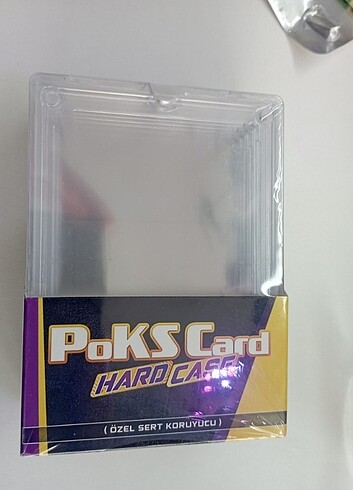 PoKS Card
HARD CASE
( ÖZEL SERT KORUYUCU )